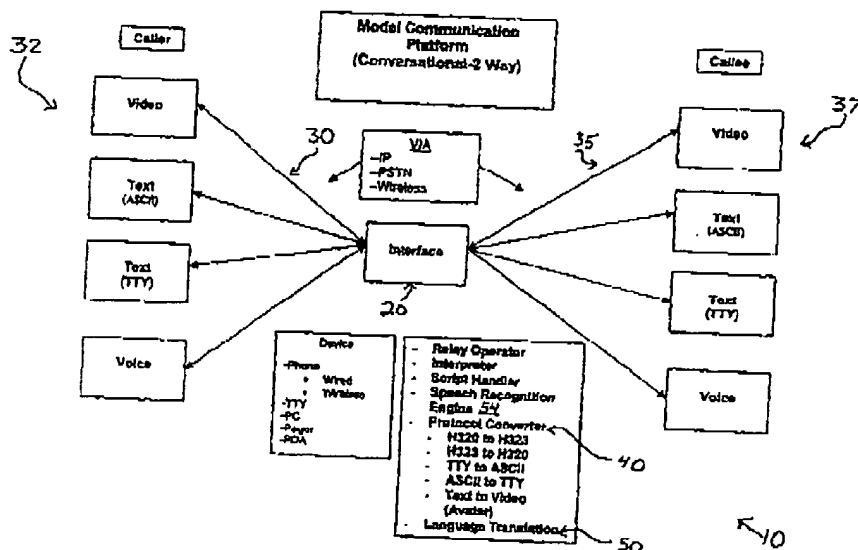 Model Communication
Platform
(Conversational-2 Way)
32
Caller
Callee
37
Video
30
VIA
-IP
-PSTN
-Wireless
35
Video
Text
(ASCII)
Text
(ASCII)
Interface
20
Text
(TTY)
Text
(TTY)
Voice
Voice
Device
-Phone
Wired
Wireless
-TTY
-PC
-Pager
-PDA
- Relay Operator
- Interpreter
- Script Handler
- Speech Recognition
Engine 54
- Protocol Converter
- H320 to H323
- H323 to H320
- TTY to ASCII
- ASCII to TTY
- Text to Video
(Avatar)
- Language Translation
40
50
10